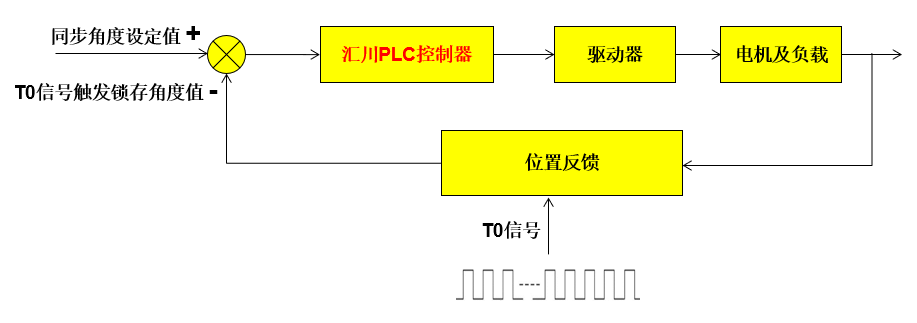 同步角度设定值 +
汇川PLC控制器
驱动器
电机及负载
T0信号触发锁存角度值 -
位置反馈
T0信号